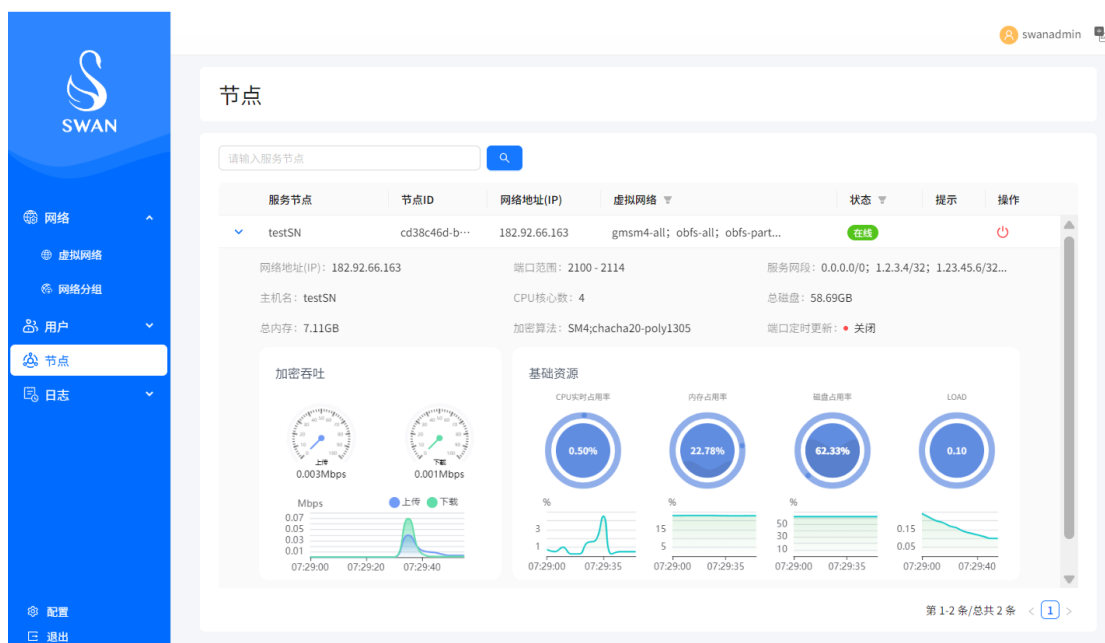 swanadmin
SWAN
节点
请输入服务节点
服务节点 节点ID 网络地址(IP) 虚拟网络 状态 提示 操作
网络
testSN cd38c46d-b··· 182.92.66.163 gmsm4-all; obfs-all; obfs-part... 在线
虚拟网络
网络地址(IP): 182.92.66.163 端口范围: 2100 - 2114 服务网段: 0.0.0.0/0; 1.2.3.4/32; 1.23.45.6/32...
网络分组
主机名: testSN CPU核心数: 4 总磁盘: 58.69GB
用户
总内存: 7.11GB 加密算法: SM4;chacha20-poly1305 端口定时更新: 关闭
节点
加密吞吐 基础资源
日志
CPU实时占用率 内存占用率 磁盘占用率 LOAD
0.50% 22.78% 62.33% 0.10
上传 下载
0.003Mbps 0.001Mbps
Mbps 上传 下载 % % %
0.07
0.05
0.03
0.01
3
1
15
5
50
30
10
0.15
0.05
07:29:00 07:29:20 07:29:40 07:29:00 07:29:35 07:29:00 07:29:35 07:29:00 07:29:35 07:29:00 07:29:40
第 1-2 条/总共 2 条 < 1 >
配置
退出